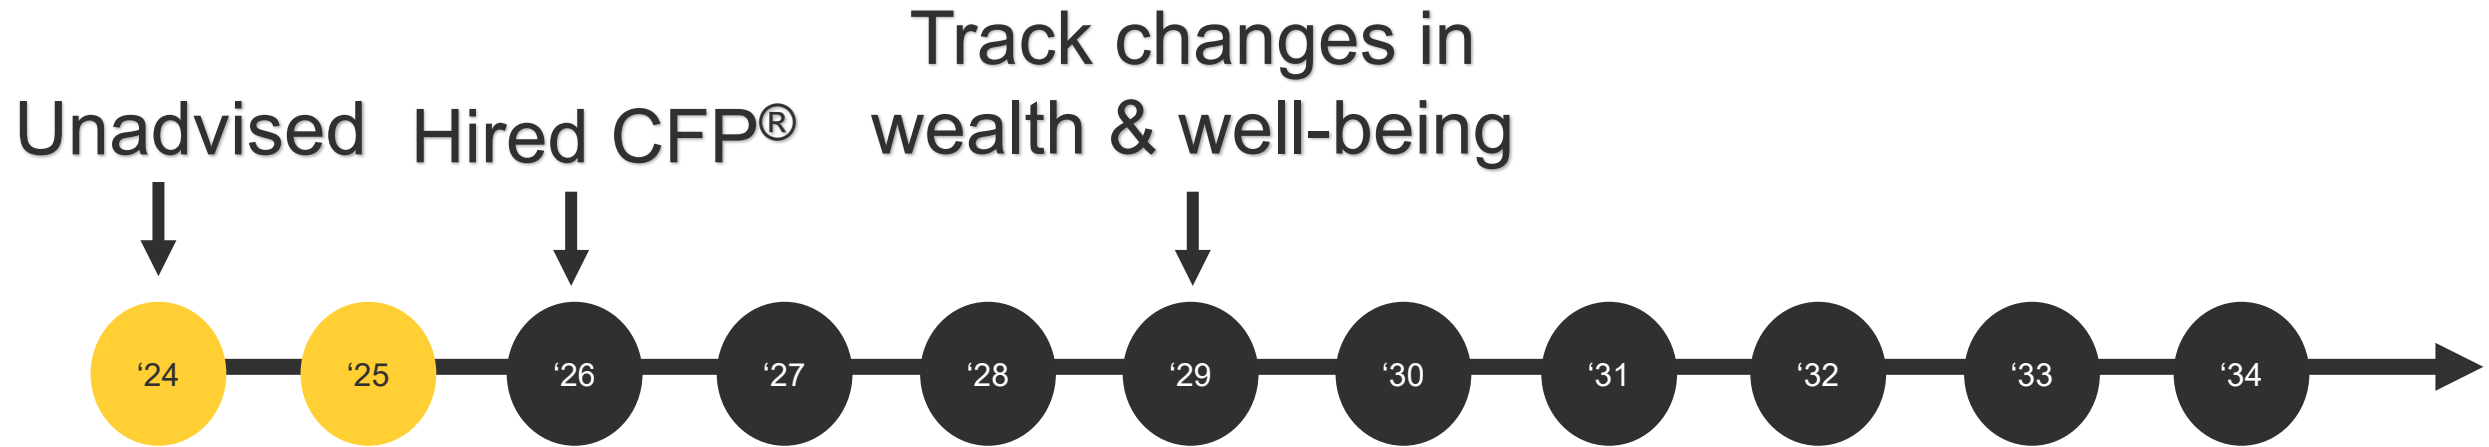 Unadvised
Hired CFP®
Track changes in
wealth & well-being
‘24
‘25
‘26
‘27
‘28
‘29
‘30
‘31
‘32
‘33
‘34